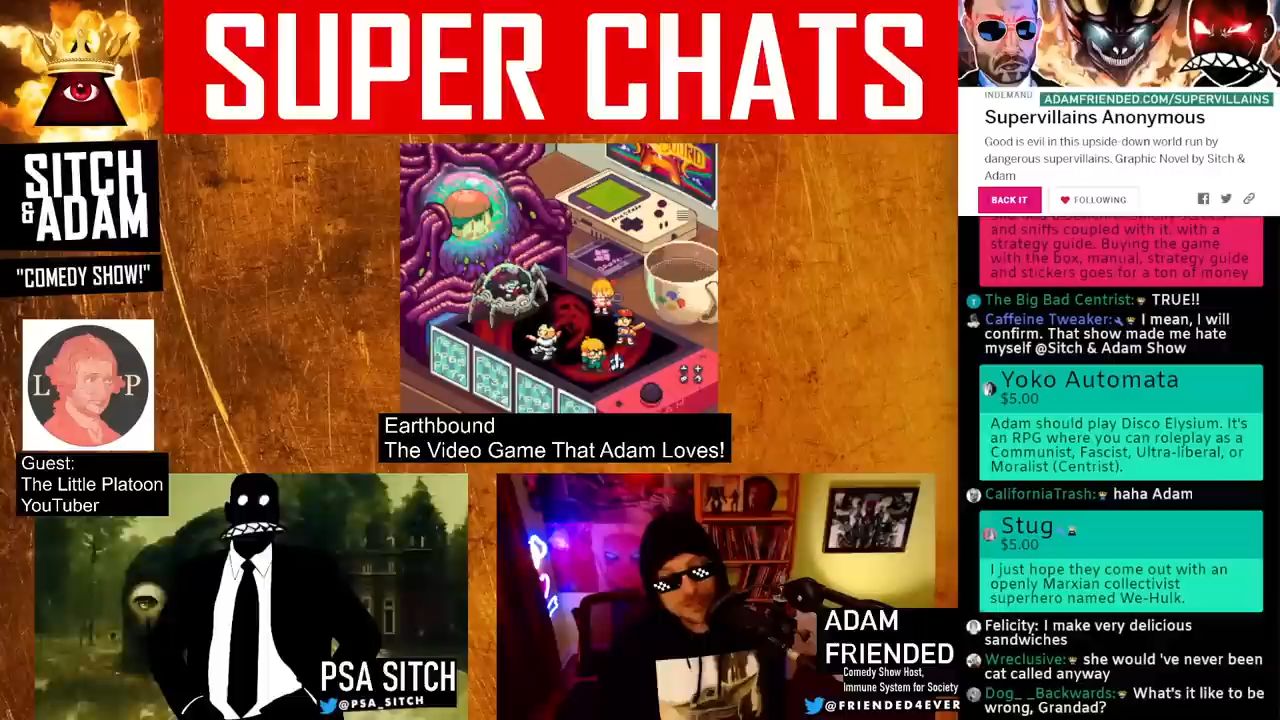 SUPER CHATS
SITCH
& ADAM
"COMEDY SHOW!"
L P
Guest:
The Little Platoon
YouTuber
Earthbound
The Video Game That Adam Loves!
PSA SITCH
@PSA_SITCH
ADAM
FRIENDED
Comedy Show Host,
Immune System for Society
@FRIENDED4EVER
INDEMAND
ADAMFRIENDED.COM/SUPERVILLAINS
Supervillains Anonymous
Good is evil in this upside-down world run by
dangerous supervillains. Graphic Novel by Sitch &
Adam
BACK IT
FOLLOWING
and sniffs coupled with it, with a
strategy guide. Buying the game
with the box, manual, strategy guide
and stickers goes for a ton of money
The Big Bad Centrist: TRUE!!
Caffeine Tweaker: I mean, I will
confirm. That show made me hate
myself @Sitch & Adam Show
Yoko Automata
$5.00
Adam should play Disco Elysium. It's
an RPG where you can roleplay as a
Communist, Fascist, Ultra-liberal, or
Moralist (Centrist).
CaliforniaTrash: haha Adam
Stug
$5.00
I just hope they come out with an
openly Marxian collectivist
superhero named We-Hulk.
Felicity: I make very delicious
sandwiches
Wreclusive: she would 've never been
cat called anyway
Dog_ _Backwards: What's it like to be
wrong, Grandad?